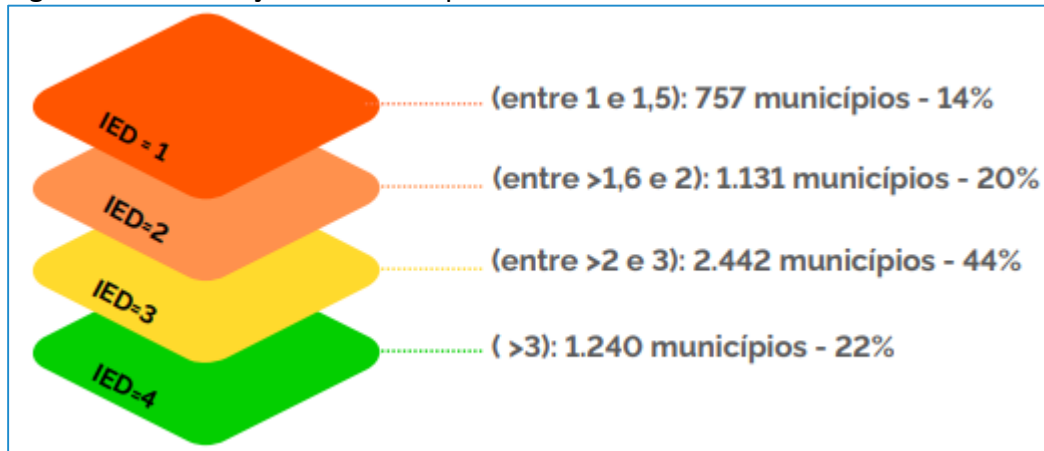 IED = 1
(entre 1 e 1,5): 757 municípios - 14%
IED=2
(entre >1,6 e 2): 1.131 municípios - 20%
IED=3
(entre >2 e 3): 2.442 municípios - 44%
IED=4
( >3): 1.240 municípios - 22%